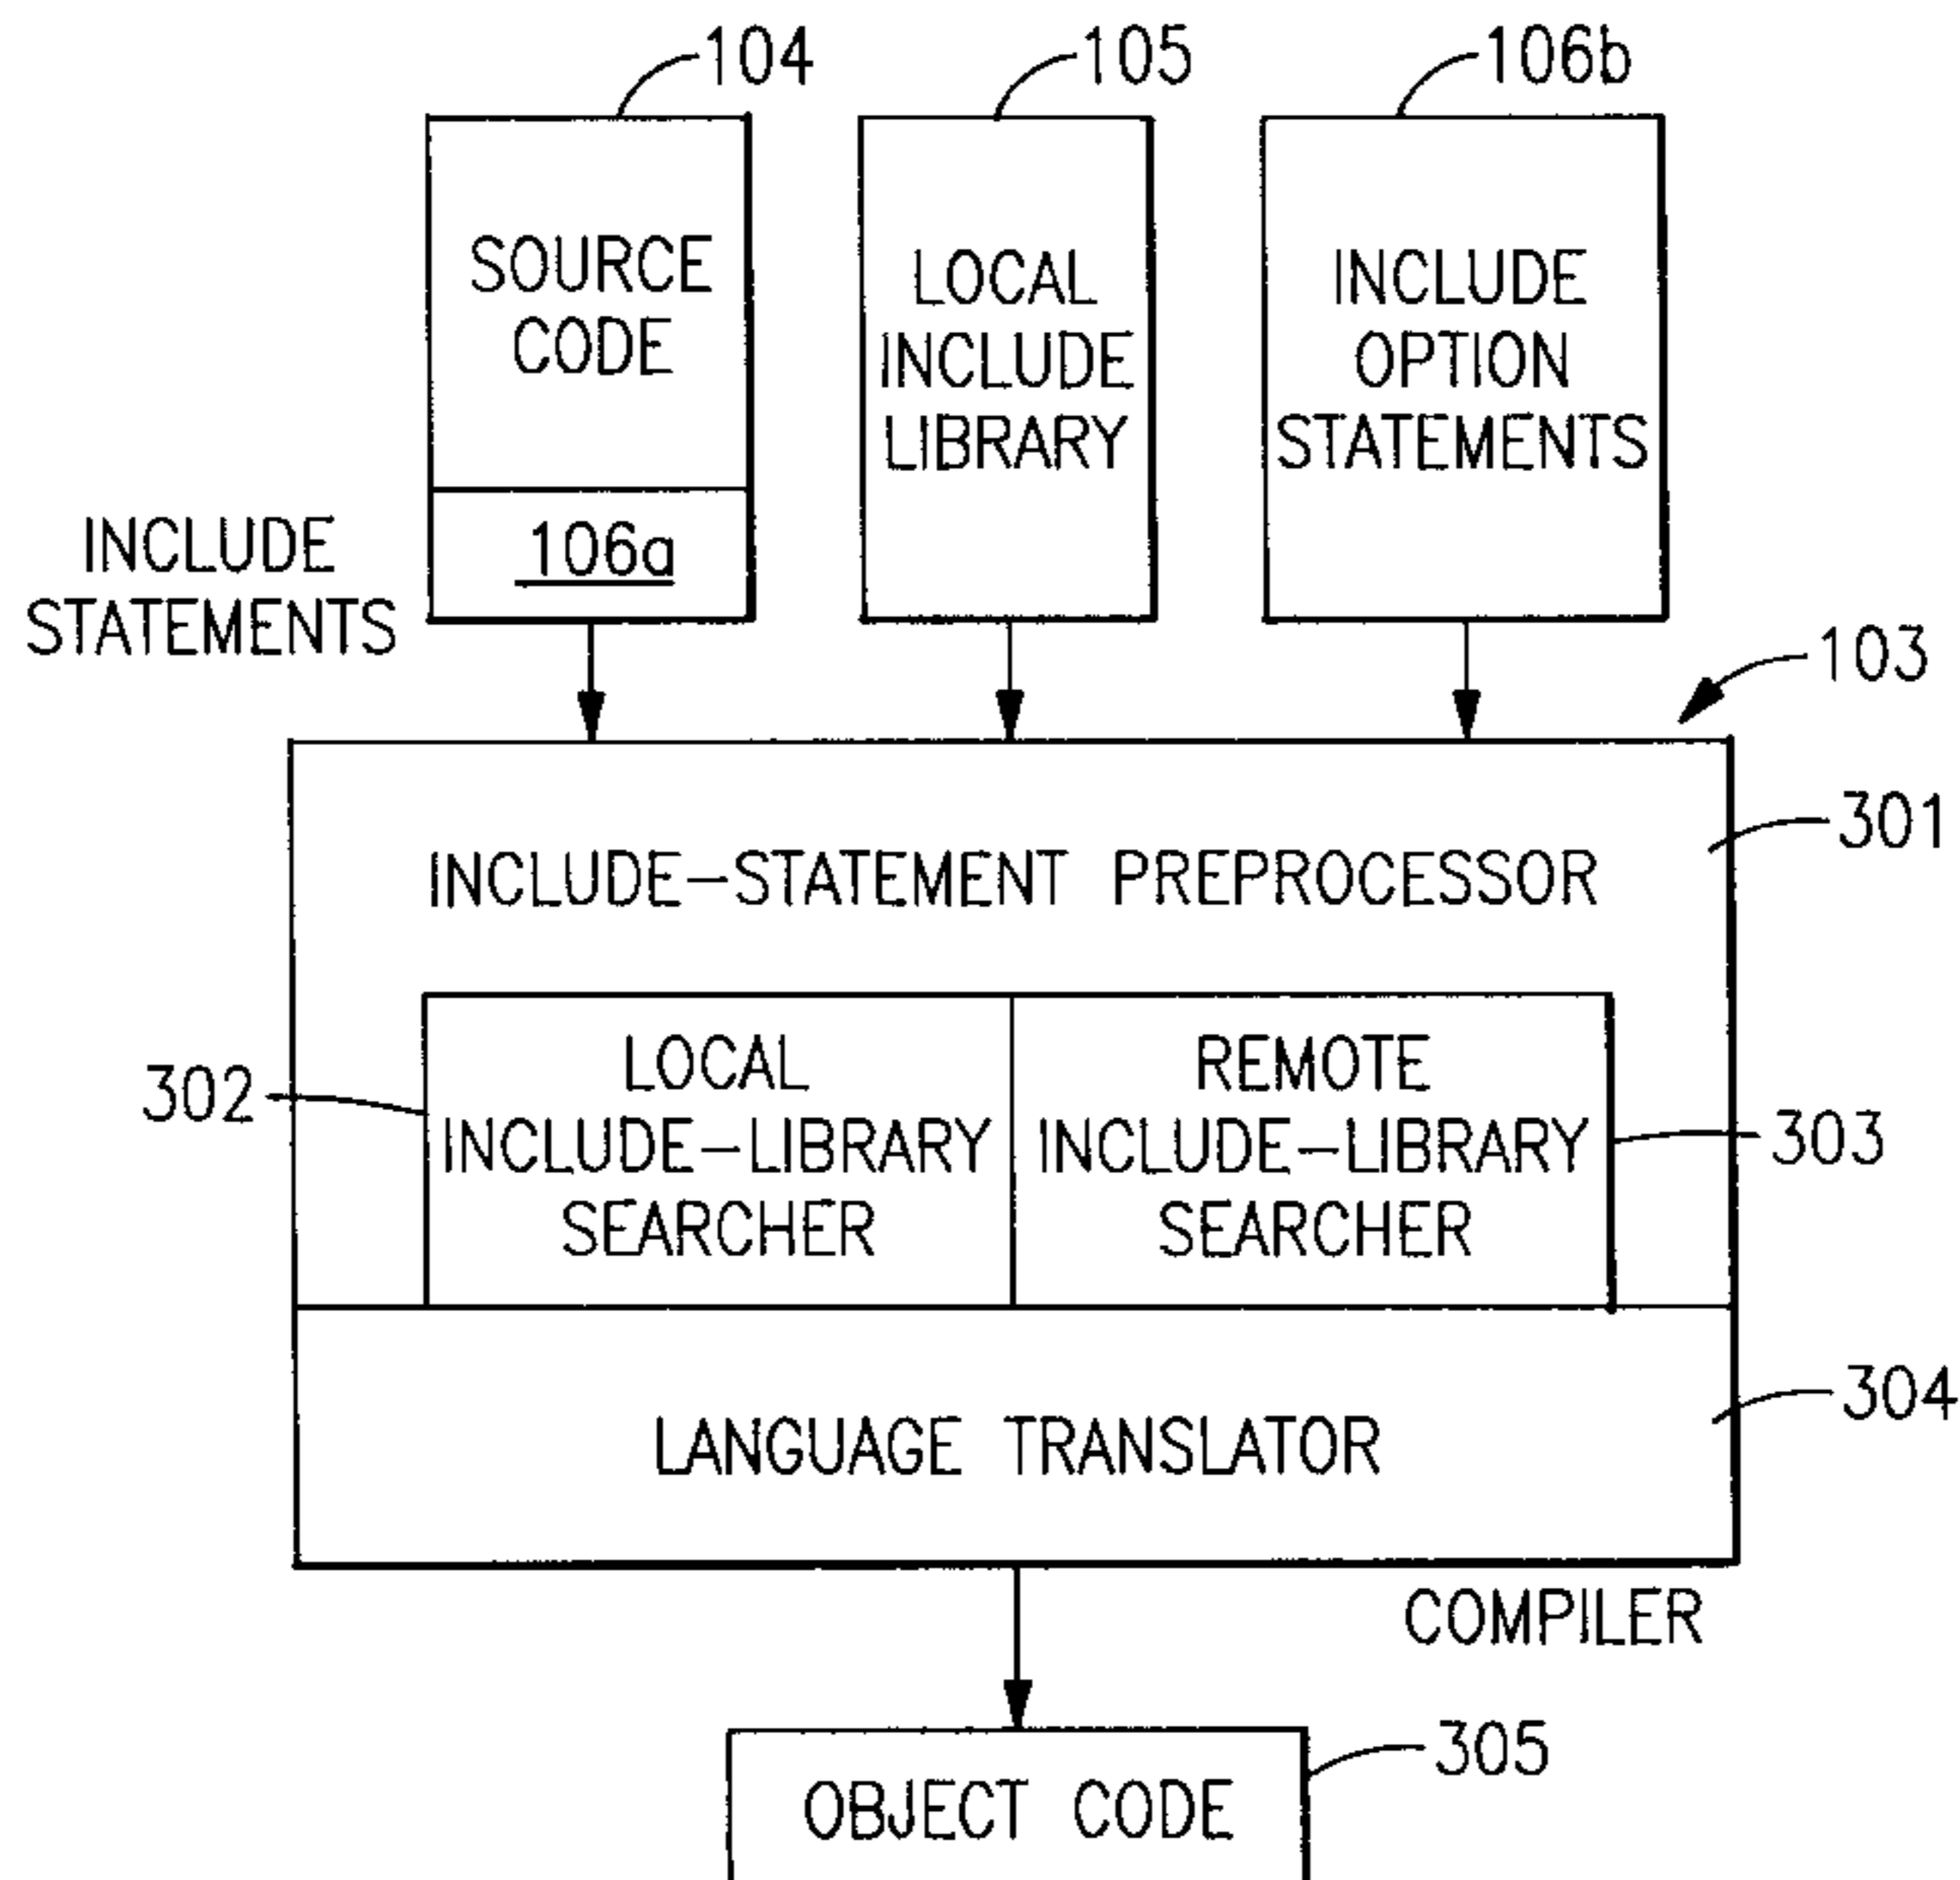 104
105
106b
SOURCE
CODE
LOCAL
INCLUDE
LIBRARY
INCLUDE
OPTION
STATEMENTS
INCLUDE
STATEMENTS
106a
103
301
INCLUDE-STATEMENT PREPROCESSOR
302
LOCAL
INCLUDE-LIBRARY
SEARCHER
REMOTE
INCLUDE-LIBRARY
SEARCHER
303
LANGUAGE TRANSLATOR
304
COMPILER
305
OBJECT CODE